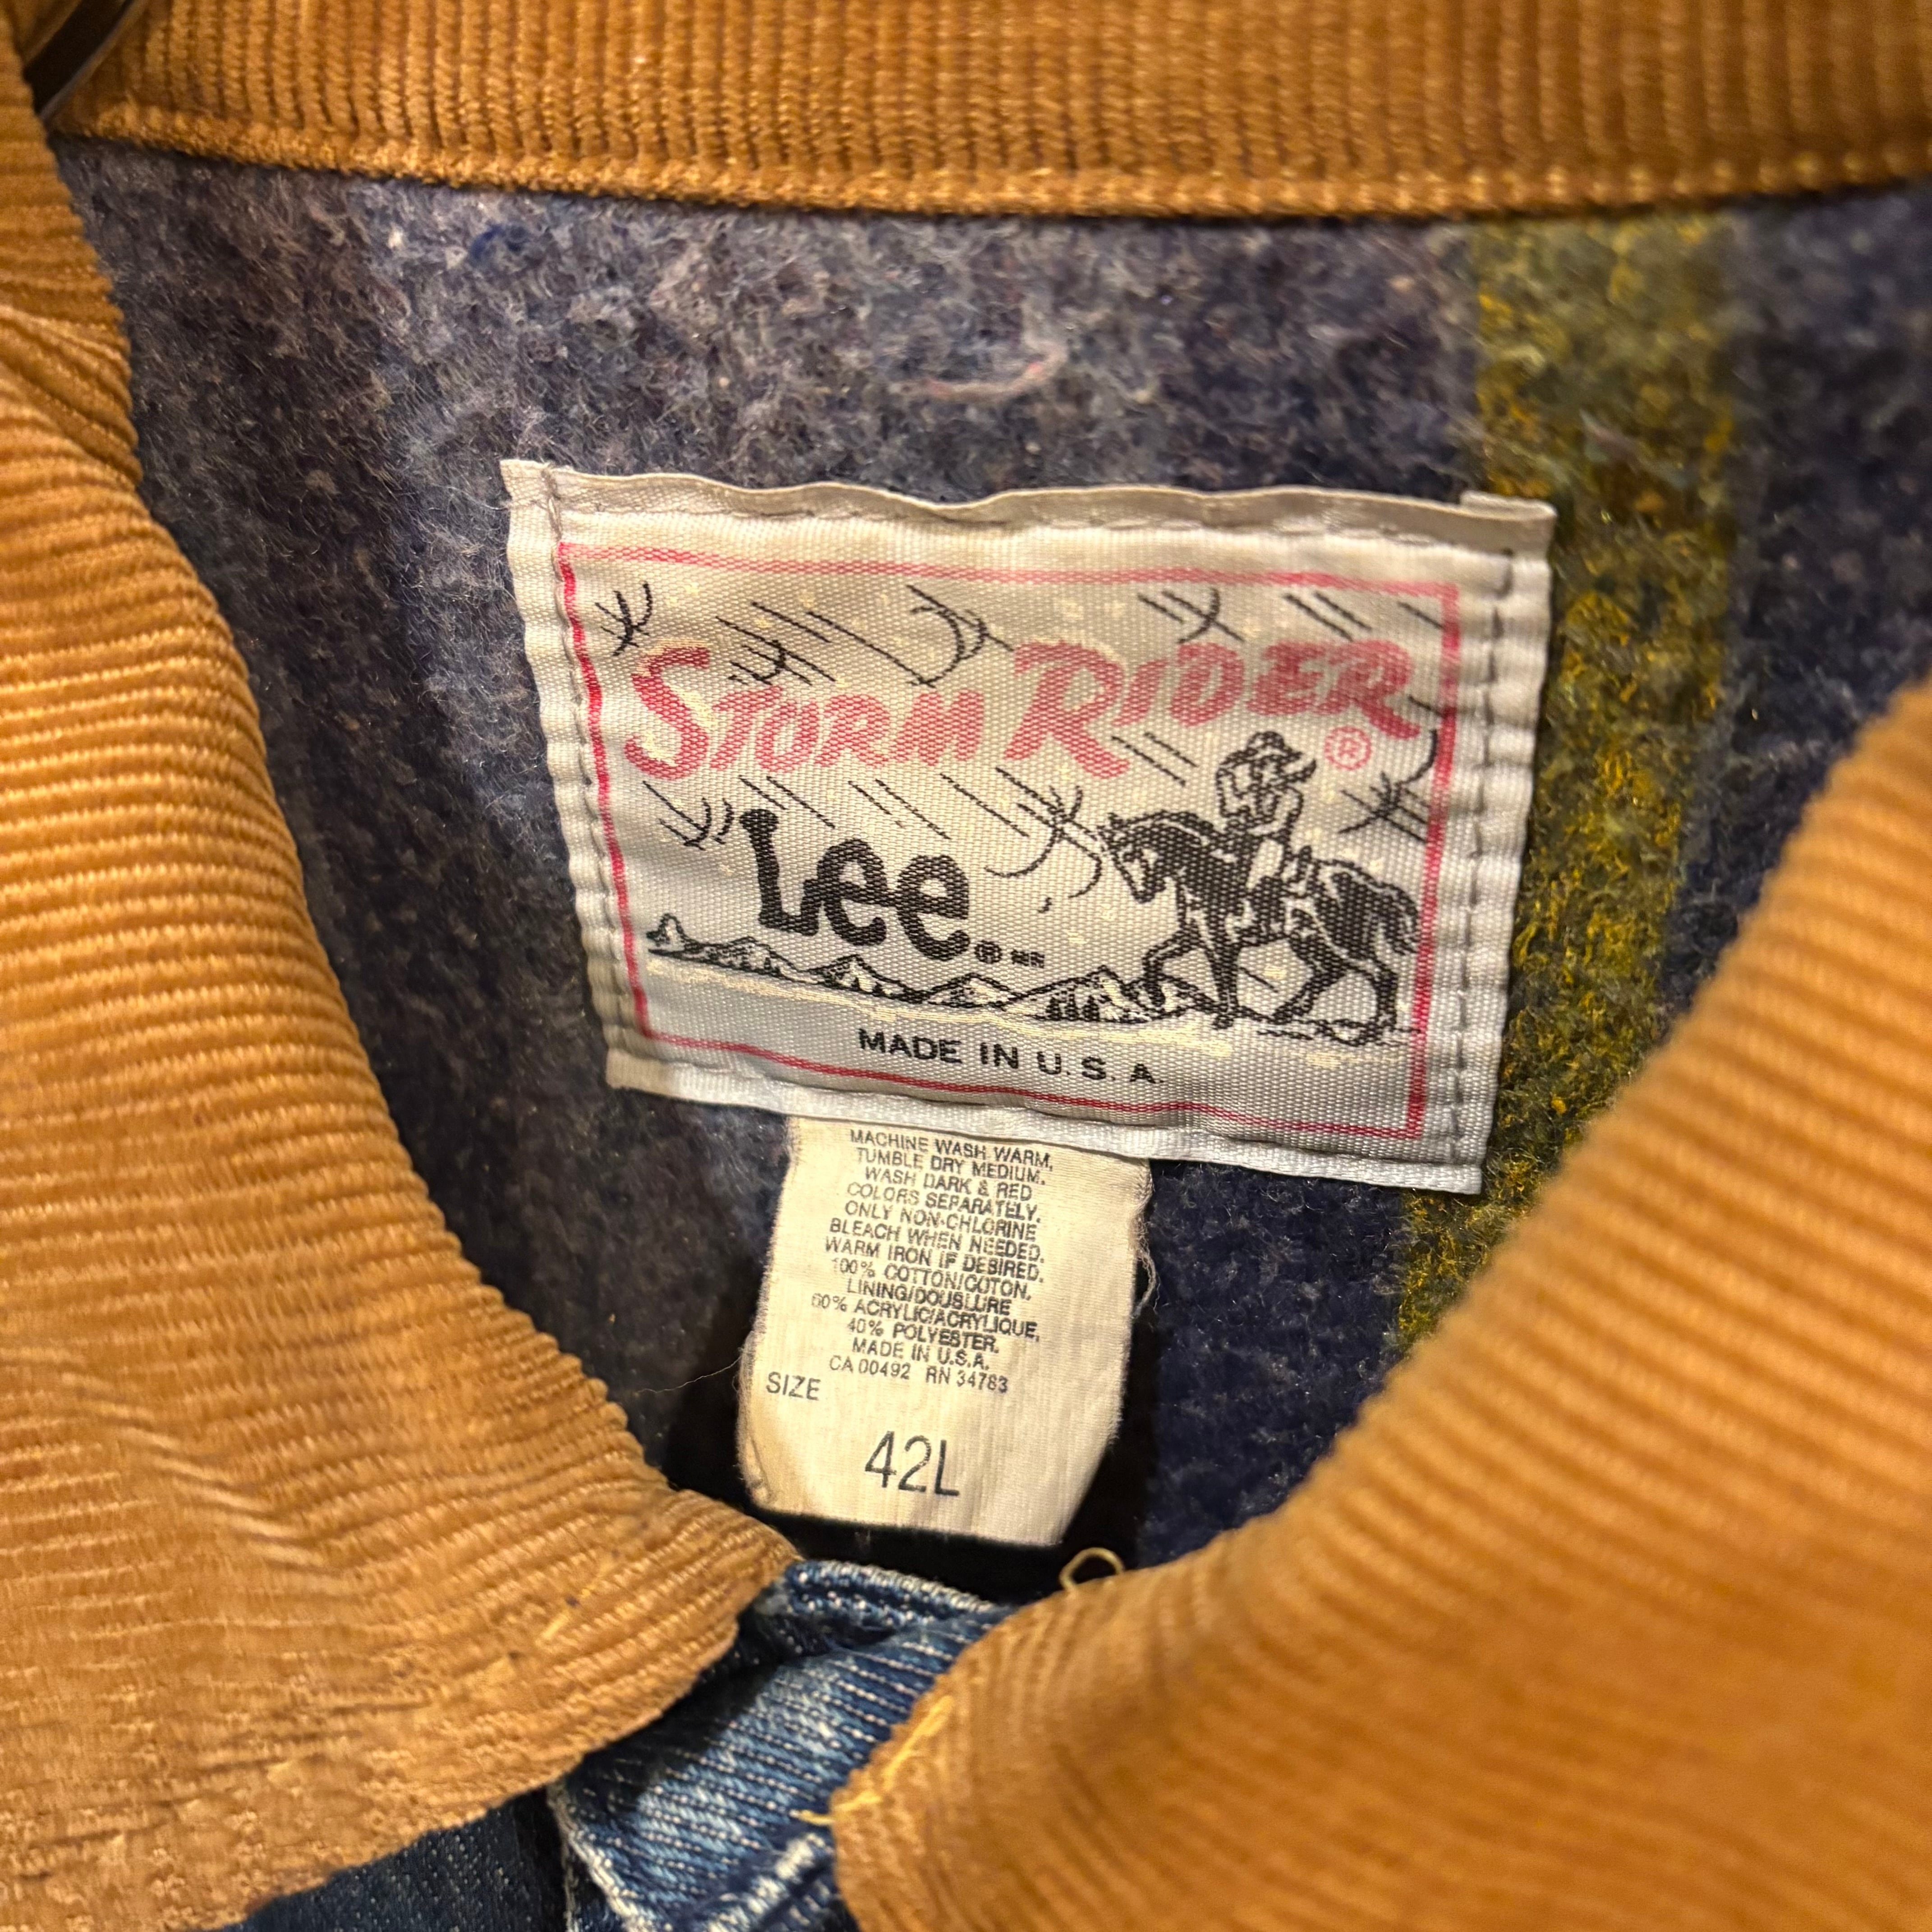 STORM RIDER ®
Lee® MR
MADE IN U.S.A.
MACHINE WASH WARM,
TUMBLE DRY MEDIUM.
WASH DARK & RED
COLORS SEPARATELY.
ONLY NON-CHLORINE
BLEACH WHEN NEEDED.
WARM IRON IF DESIRED.
100% COTTON/COTON.
LINING/DOUBLURE
60% ACRYLIC/ACRYLIQUE,
40% POLYESTER.
MADE IN U.S.A.
CA 00492 RN 34783
SIZE
42L